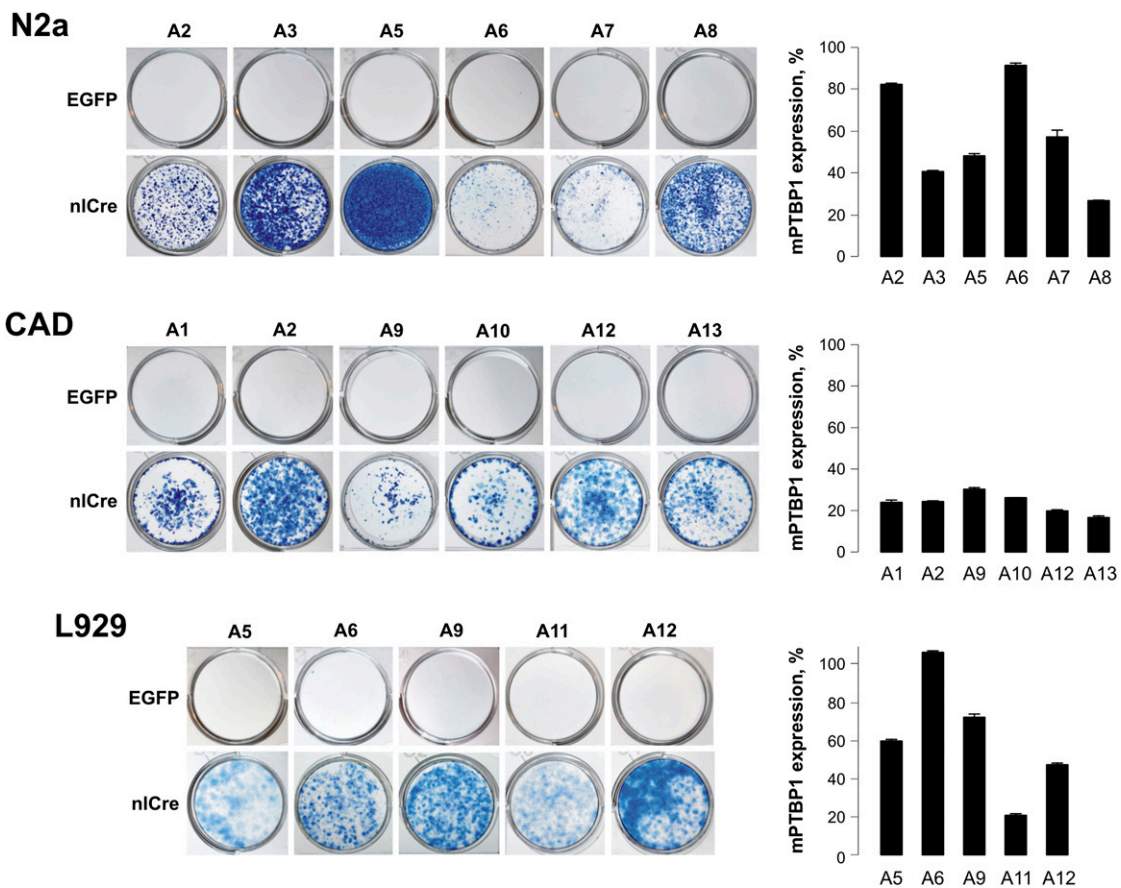 N2a
A2 A3 A5 A6 A7 A8
EGFP
nlCre
mPTBP1 expression, %
100
80
60
40
20
0
A2 A3 A5 A6 A7 A8
CAD
A1 A2 A9 A10 A12 A13
EGFP
nlCre
mPTBP1 expression, %
100
80
60
40
20
0
A1 A2 A9 A10 A12 A13
L929
A5 A6 A9 A11 A12
EGFP
nlCre
mPTBP1 expression, %
100
80
60
40
20
0
A5 A6 A9 A11 A12